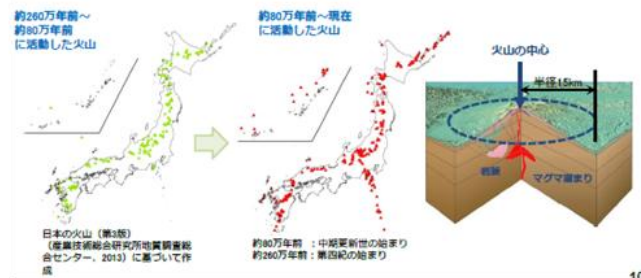 約260万年前～
約80万年前
に活動した火山
約80万年前～現在
に活動した火山
火山の中心
半径15km
岩脈
マグマ溜まり
日本の火山（第3版）
（産業技術総合研究所地質調査総
合センター、2013）に基づいて作
成
約80万年前　：中期更新世の始まり
約260万年前：第四紀の始まり